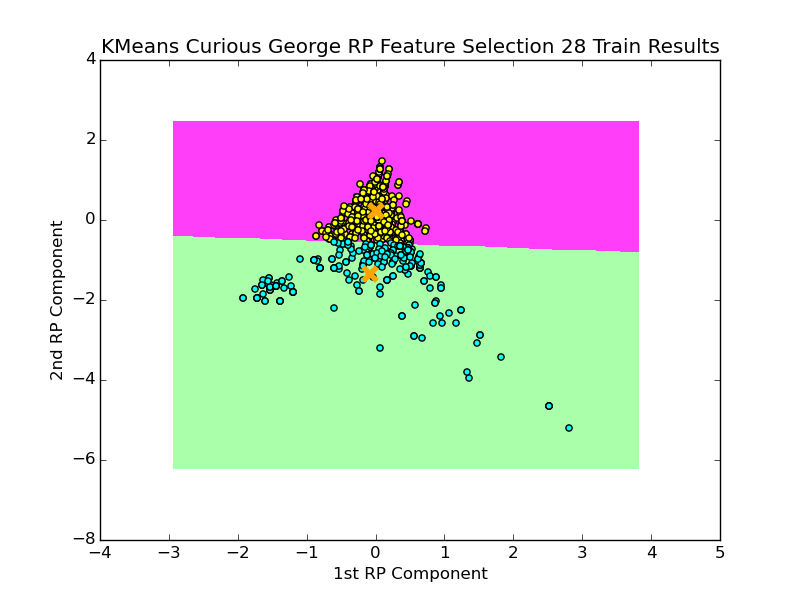 KMeans Curious George RP Feature Selection 28 Train Results
4
2
0
−2
−4
−6
−8
2nd RP Component
−4 −3 −2 −1 0 1 2 3 4 5
1st RP Component